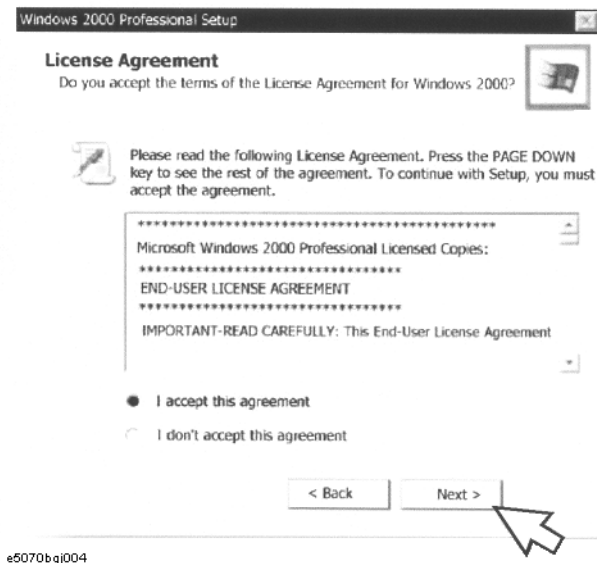 Windows 2000 Professional Setup
License Agreement
Do you accept the terms of the License Agreement for Windows 2000?
Please read the following License Agreement. Press the PAGE DOWN
key to see the rest of the agreement. To continue with Setup, you must
accept the agreement.
********************************************
Microsoft Windows 2000 Professional Licensed Copies:
*********************************
END-USER LICENSE AGREEMENT
*********************************
IMPORTANT-READ CAREFULLY: This End-User License Agreement
I accept this agreement
I don't accept this agreement
< Back
Next >
e5070bqj004